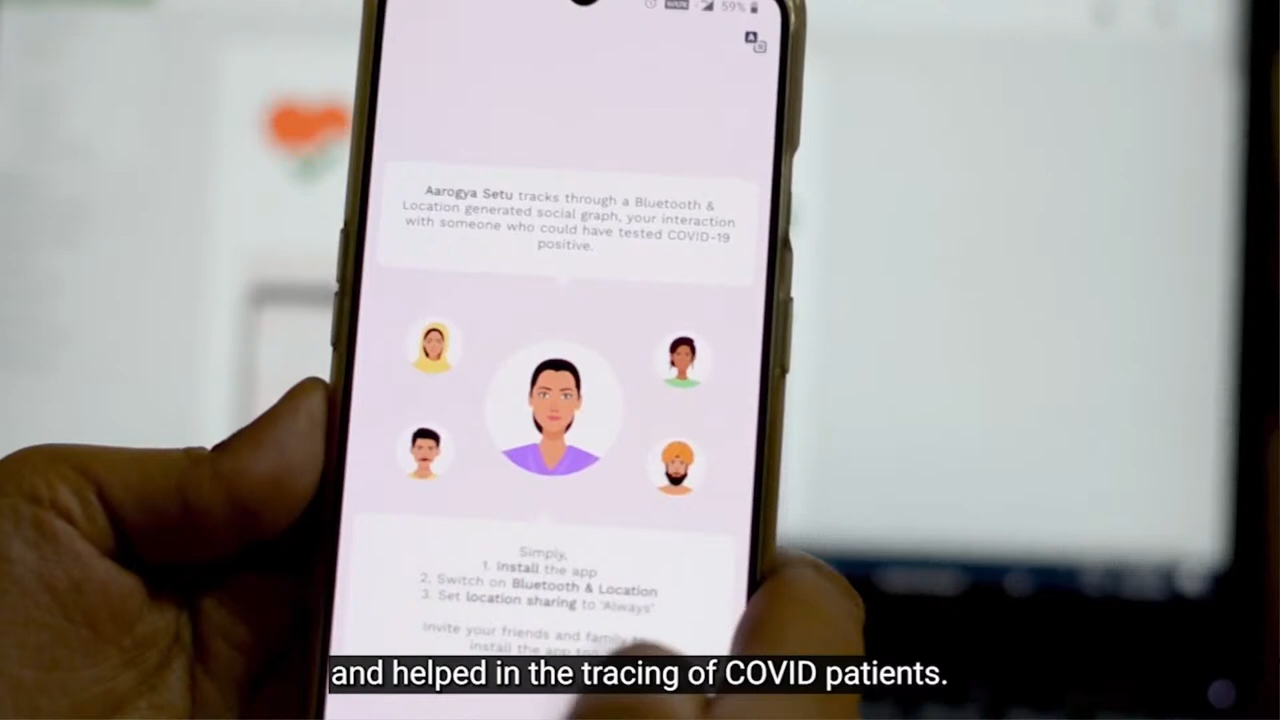 59%
Aarogya Setu tracks through a Bluetooth &
Location generated social graph, your interaction
with someone who could have tested COVID-19
positive.
Simply,
1. Install the app
2. Switch on Bluetooth & Location
3. Set location sharing to 'Always'
Invite your friends and family to
install the app too
and helped in the tracing of COVID patients.